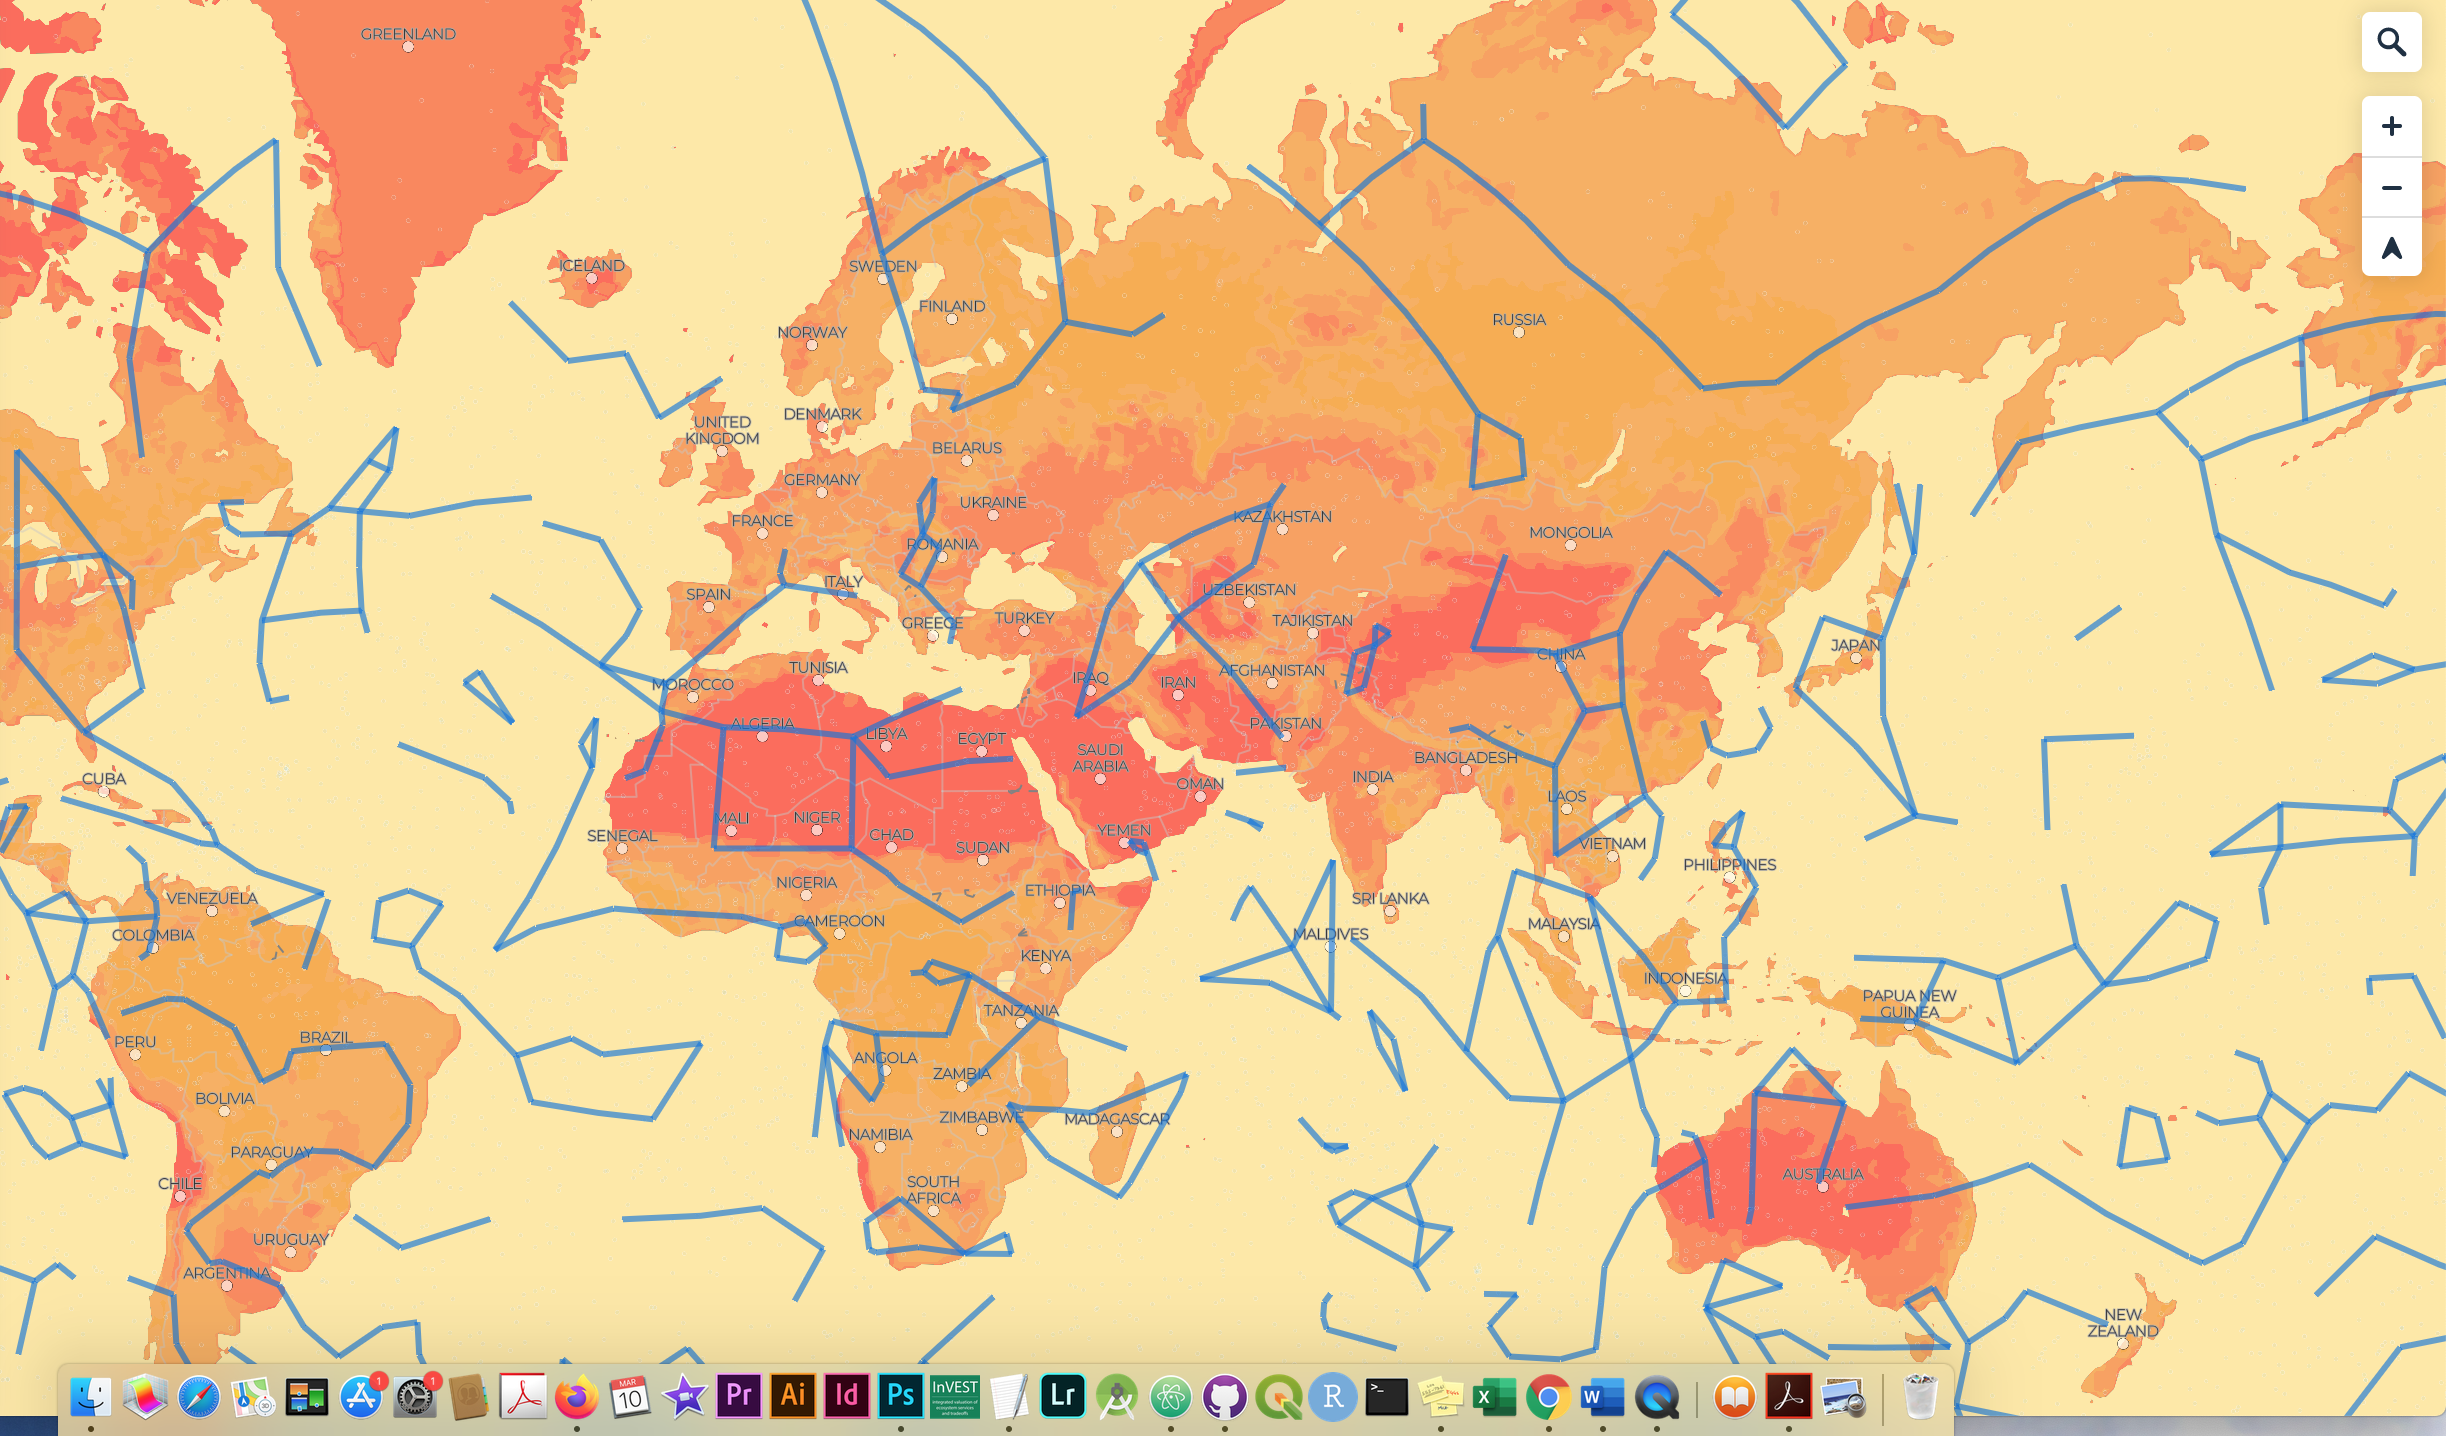 GREENLAND
ICELAND
SWEDEN
FINLAND
NORWAY
RUSSIA
DENMARK
UNITED
KINGDOM
BELARUS
GERMANY
UKRAINE
FRANCE
KAZAKHSTAN
MONGOLIA
ROMANIA
ITALY
SPAIN
UZBEKISTAN
GREECE
TURKEY
TAJIKISTAN
JAPAN
CHINA
TUNISIA
MOROCCO
IRAQ
IRAN
AFGHANISTAN
ALGERIA
LIBYA
EGYPT
PAKISTAN
SAUDI
ARABIA
BANGLADESH
CUBA
OMAN
INDIA
LAOS
MALI
NIGER
SENEGAL
CHAD
SUDAN
YEMEN
VIETNAM
PHILIPPINES
NIGERIA
ETHIOPIA
VENEZUELA
SRI LANKA
CAMEROON
MALAYSIA
COLOMBIA
MALDIVES
KENYA
INDONESIA
TANZANIA
PAPUA NEW
GUINEA
PERU
BRAZIL
ANGOLA
ZAMBIA
BOLIVIA
ZIMBABWE
MADAGASCAR
NAMIBIA
PARAGUAY
CHILE
SOUTH
AFRICA
AUSTRALIA
URUGUAY
ARGENTINA
NEW
ZEALAND
1
1
MAR
10
Pr
Ai
Id
Ps
InVEST
Lr
R
>_
X
W